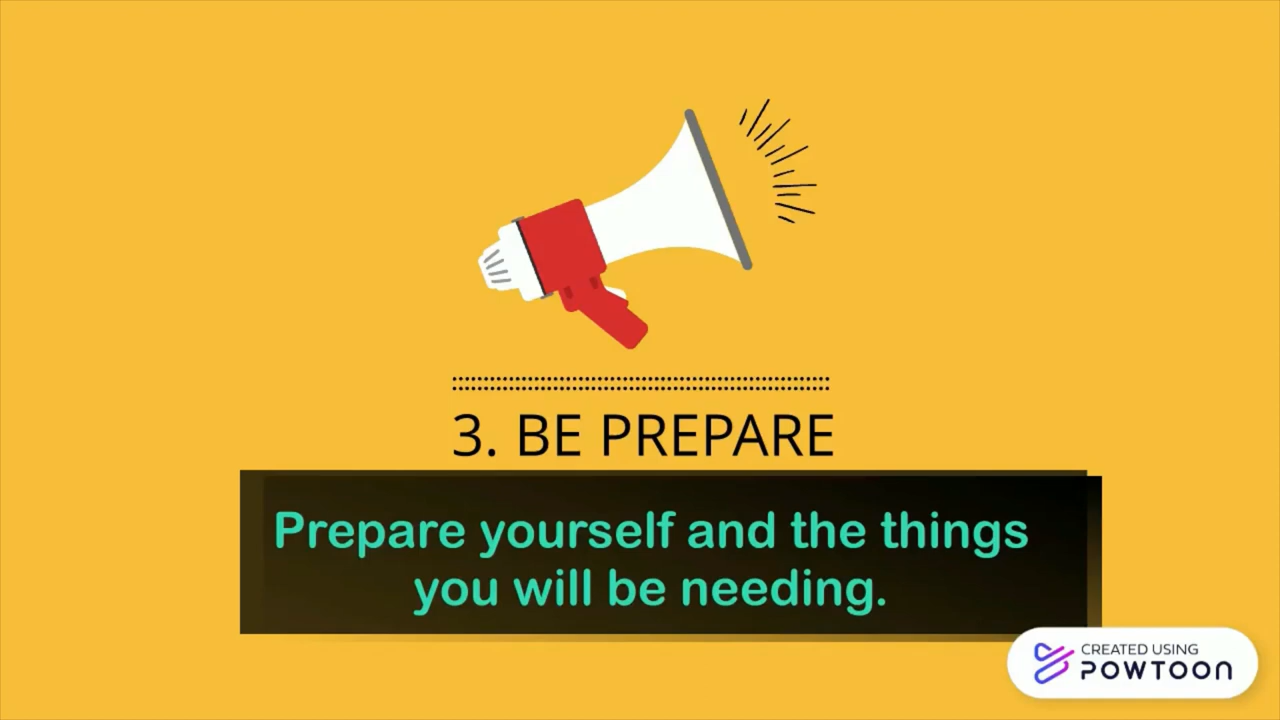 3. BE PREPARE
Prepare yourself and the things
you will be needing.
CREATED USING
POWTOON